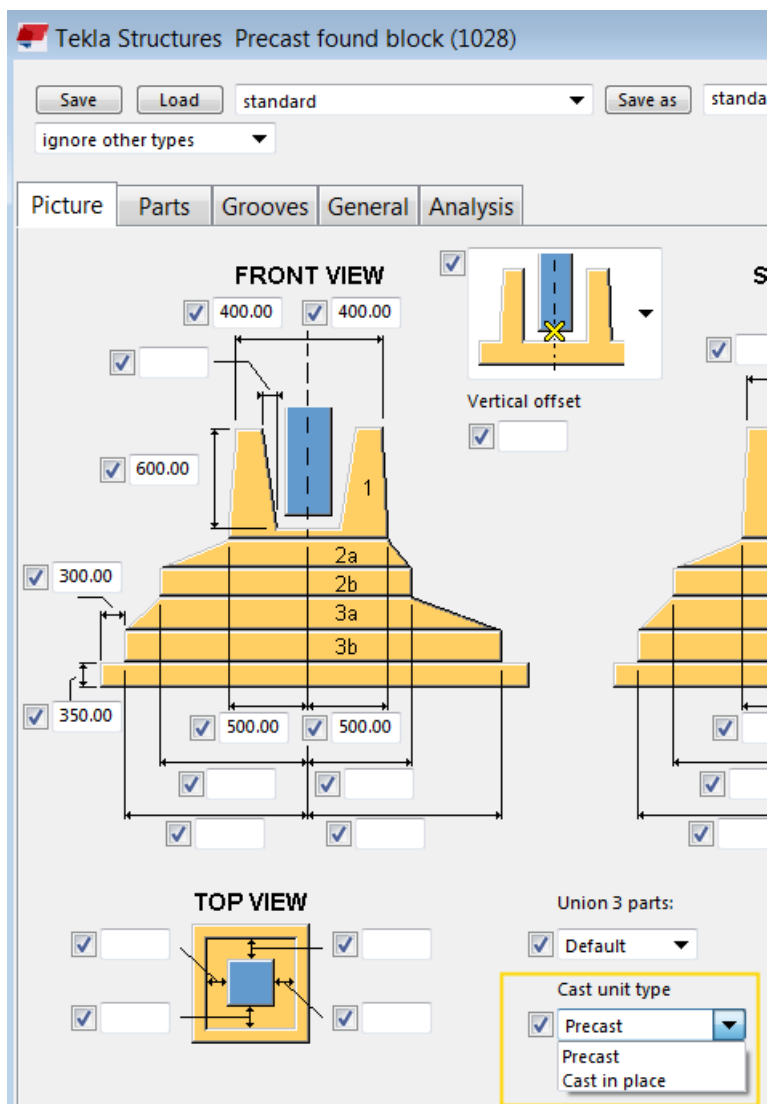 Tekla Structures Precast found block (1028)
Save Load standard Save as standa
ignore other types
Picture Parts Grooves General Analysis
FRONT VIEW S
400.00 400.00
Vertical offset
600.00
1
2a
300.00
2b
3a
3b
350.00
500.00 500.00
TOP VIEW
Union 3 parts:
Default
Cast unit type
Precast
Precast
Cast in place